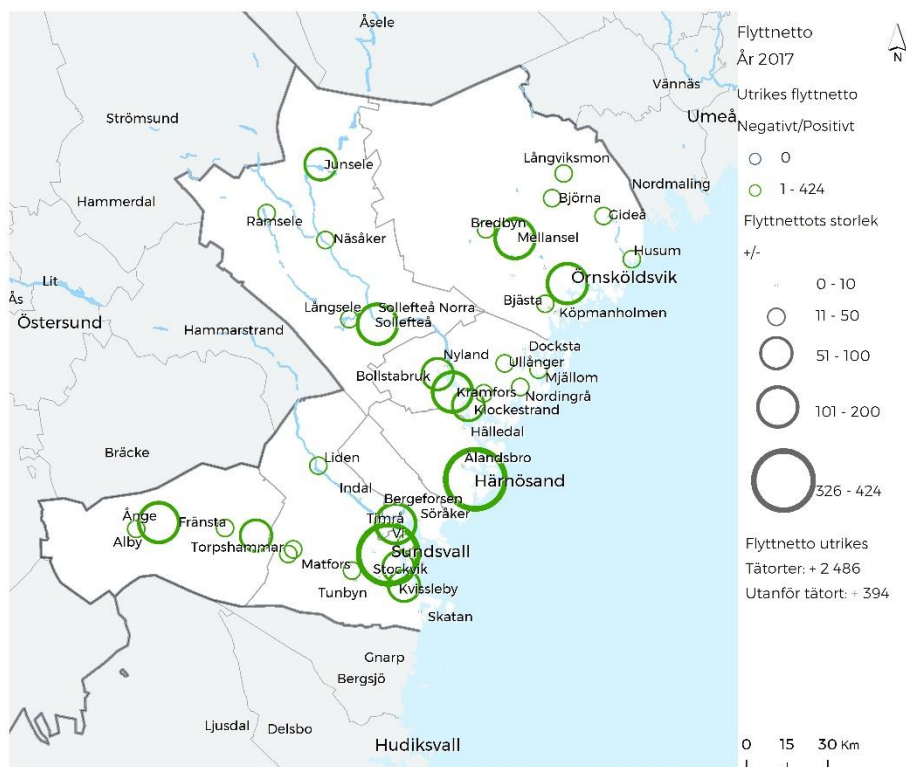 Åsele
Vännäs
Umeå
Strömsund
Junsele
Långviksmon
Nordmaling
Björna
Hammerdal
Ramsele
Gideå
Bredbyn
Mellansel
Näsåker
Husum
Lit
Örnsköldsvik
Ås
Östersund
Långsele
Sollefteå Norra
Sollefteå
Bjästa
Köpmanholmen
Hammarstrand
Docksta
Nyland
Ullånger
Bollstabruk
Mjällom
Kramfors
Nordingrå
Klockestrand
Hälledal
Bräcke
Liden
Älandsbro
Härnösand
Indal
Bergeforsen
Söråker
Ånge
Fränsta
Timrå
Vi
Alby
Torpshammar
Sundsvall
Matfors
Stockvik
Tunbyn
Kvissleby
Skatan
Gnarp
Bergsjö
Ljusdal
Delsbo
Hudiksvall
Flyttnetto
År 2017
N
Utrikes flyttnetto
Negativt/Positivt
0
1 - 424
Flyttnettots storlek
+/-
0 - 10
11 - 50
51 - 100
101 - 200
326 - 424
Flyttnetto utrikes
Tätorter: + 2 486
Utanför tätort: + 394
0 15 30 Km